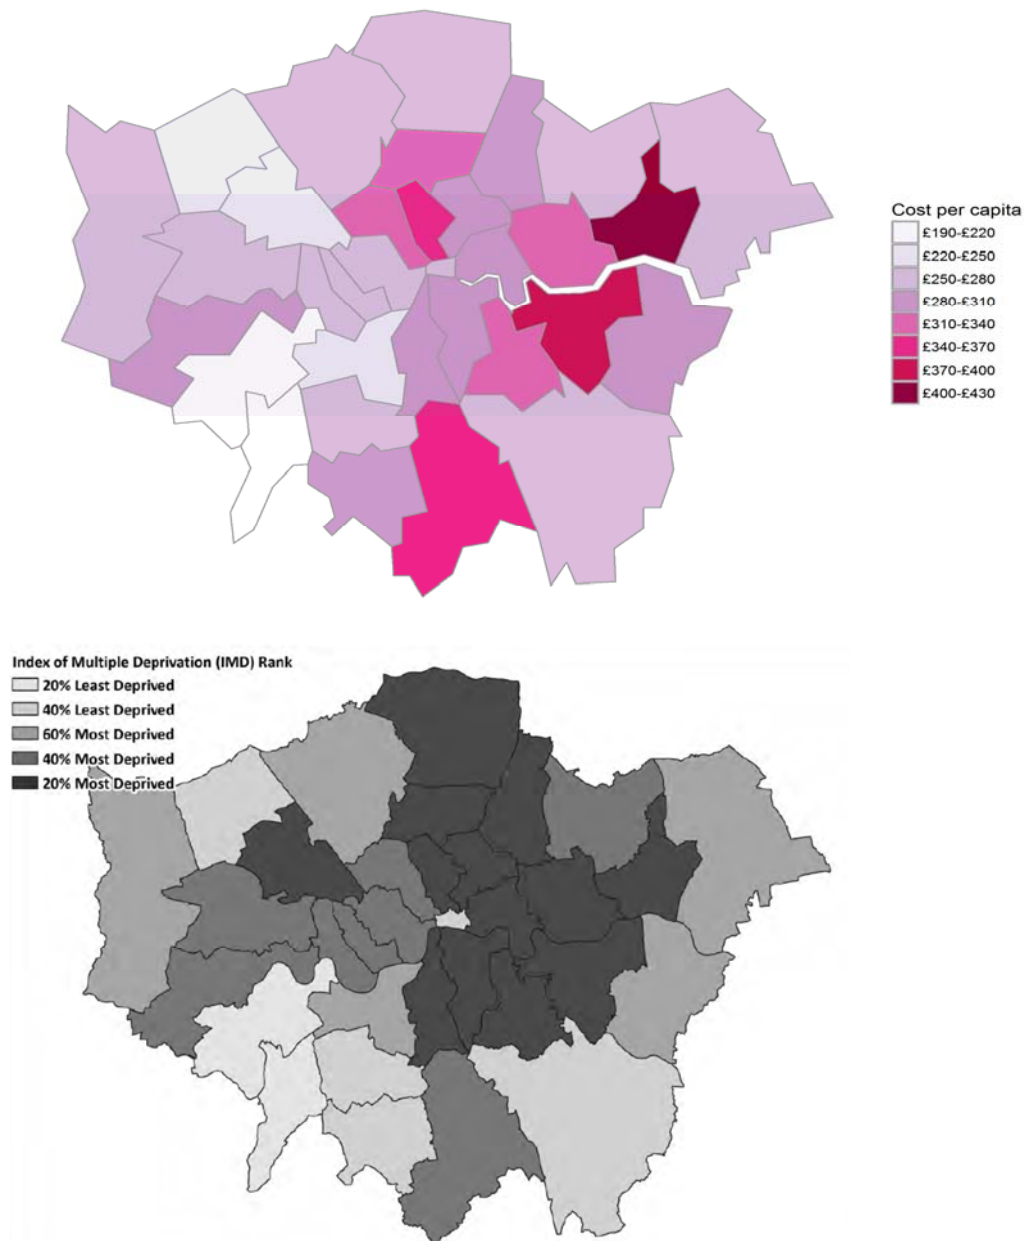 Cost per capita
£190-£220
£220-£250
£250-£280
£280-£310
£310-£340
£340-£370
£370-£400
£400-£430
Index of Multiple Deprivation (IMD) Rank
20% Least Deprived
40% Least Deprived
60% Most Deprived
40% Most Deprived
20% Most Deprived